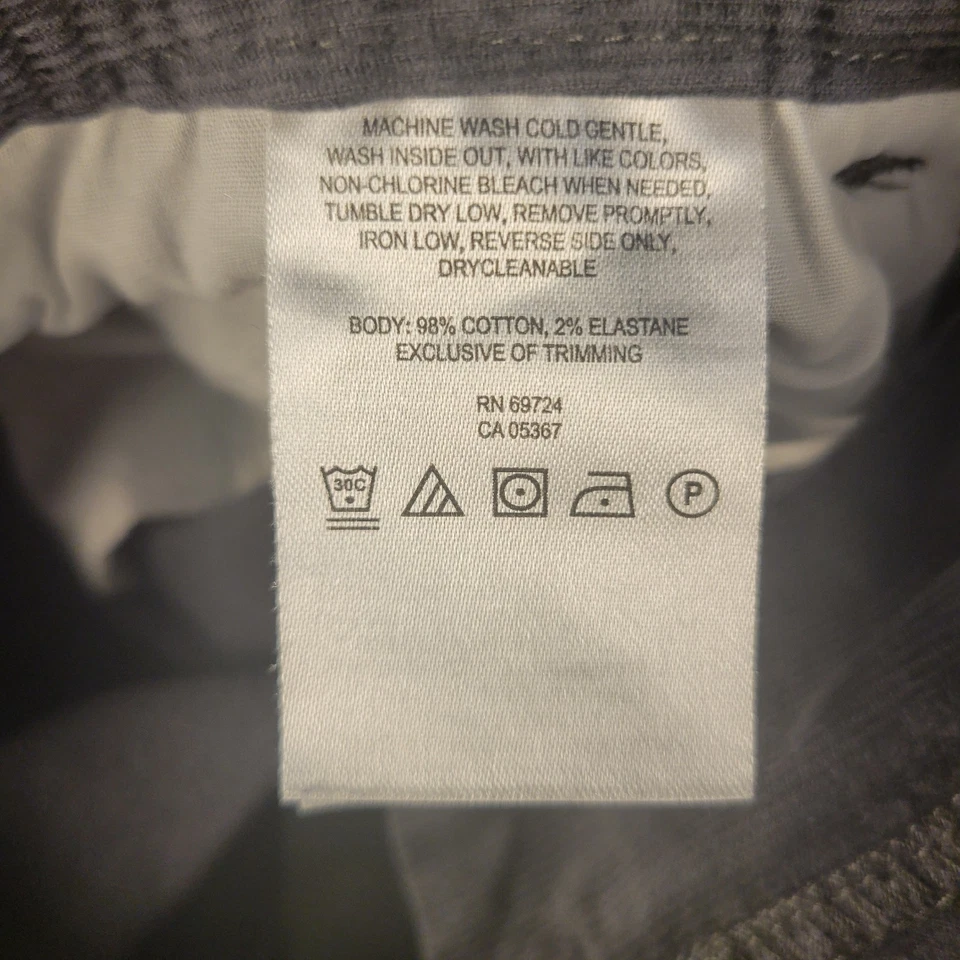 MACHINE WASH COLD GENTLE,
WASH INSIDE OUT, WITH LIKE COLORS,
NON-CHLORINE BLEACH WHEN NEEDED,
TUMBLE DRY LOW, REMOVE PROMPTLY,
IRON LOW, REVERSE SIDE ONLY,
DRYCLEANABLE
BODY: 98% COTTON, 2% ELASTANE
EXCLUSIVE OF TRIMMING
RN 69724
CA 05367
30C P